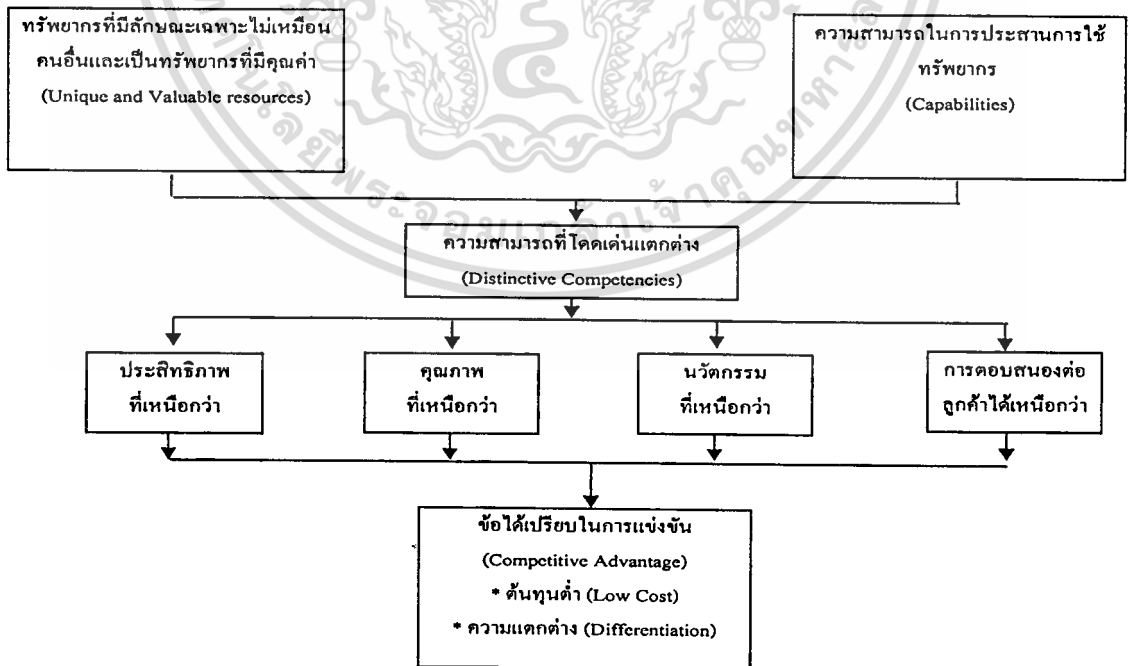 ทรัพยากรที่มีลักษณะเฉพาะไม่เหมือน
คนอื่นและเป็นทรัพยากรที่มีคุณค่า
(Unique and Valuable resources)
ความสามารถในการประสานการใช้
ทรัพยากร
(Capabilities)
ความสามารถที่โดดเด่นแตกต่าง
(Distinctive Competencies)
ประสิทธิภาพ
ที่เหนือกว่า
คุณภาพ
ที่เหนือกว่า
นวัตกรรม
ที่เหนือกว่า
การตอบสนองต่อ
ลูกค้าได้เหนือกว่า
ข้อได้เปรียบในการแข่งขัน
(Competitive Advantage)
* ต้นทุนต่ำ (Low Cost)
* ความแตกต่าง (Differentiation)